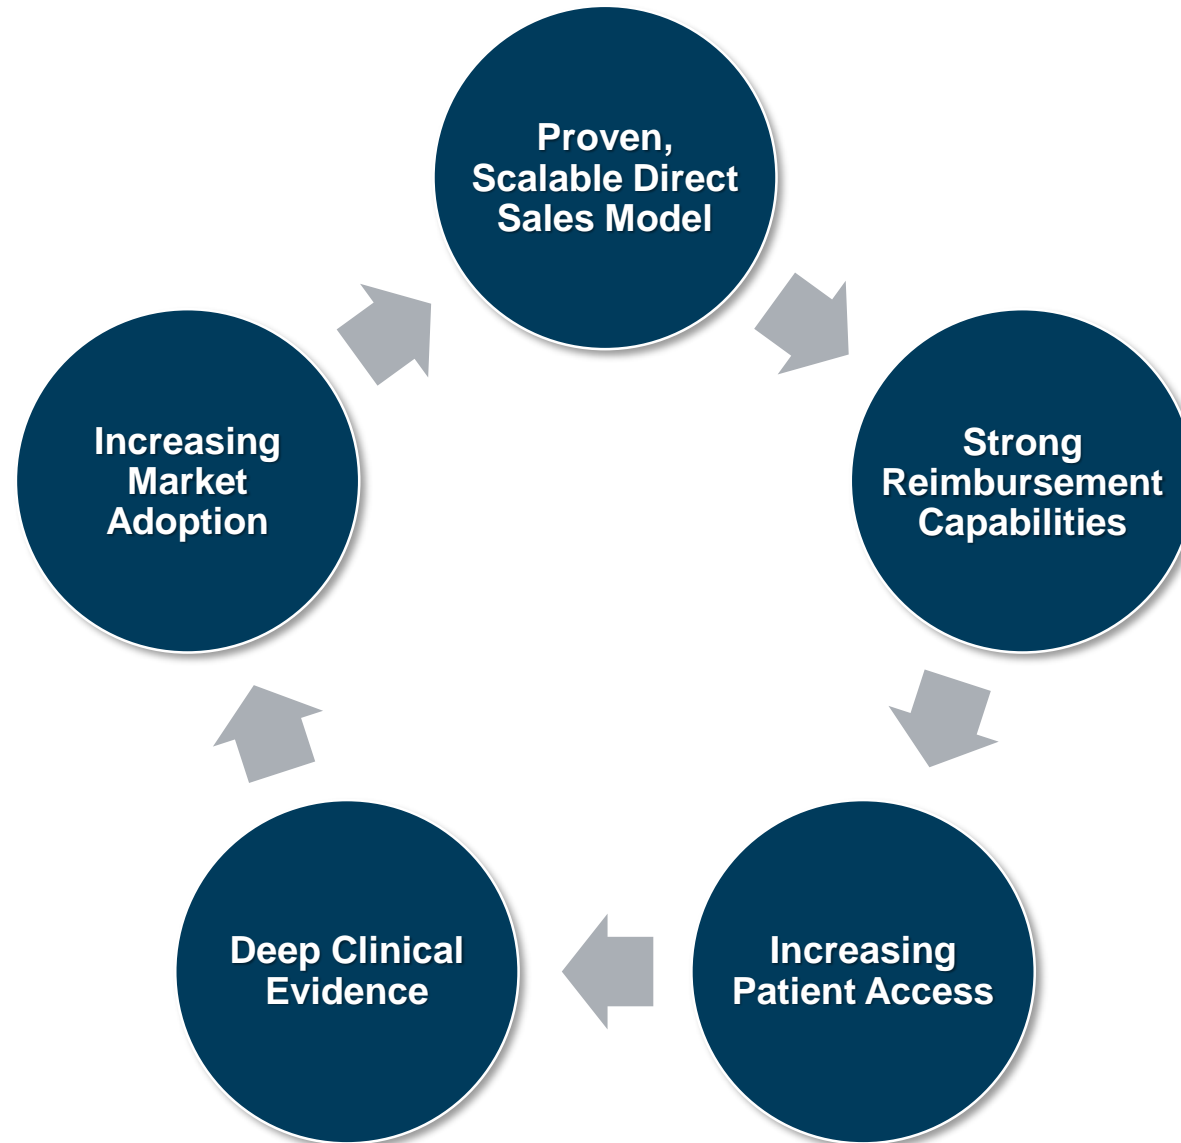 Proven,
Scalable Direct
Sales Model
Strong
Reimbursement
Capabilities
Increasing
Patient Access
Deep Clinical
Evidence
Increasing
Market
Adoption